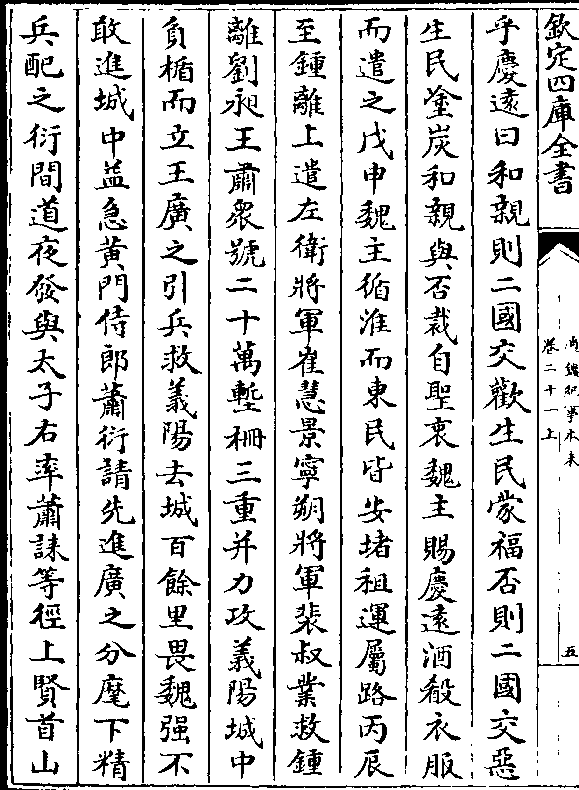 欽定四庫全書
通鑑紀事本末
卷二十一上
五
乎慶逺曰和親則二國交歡生民蒙福否則二國交惡
生民塗炭和親與否裁自聖衷魏主賜慶逺酒殽衣服
而遣之戊申魏主循淮而東民皆安堵租運屬路丙辰
至鍾離上遣左衛將軍崔慧景寧朔將軍裴叔業救鍾
離劉昶王肅衆號二十萬塹柵三重并力攻義陽城中
負楯而立王廣之引兵救義陽去城百餘里畏魏强不
敢進城中益急黄門侍郎蕭衍請先進廣之分麾下精
兵配之衍間道夜發與太子右率蕭誄等徑上賢首山